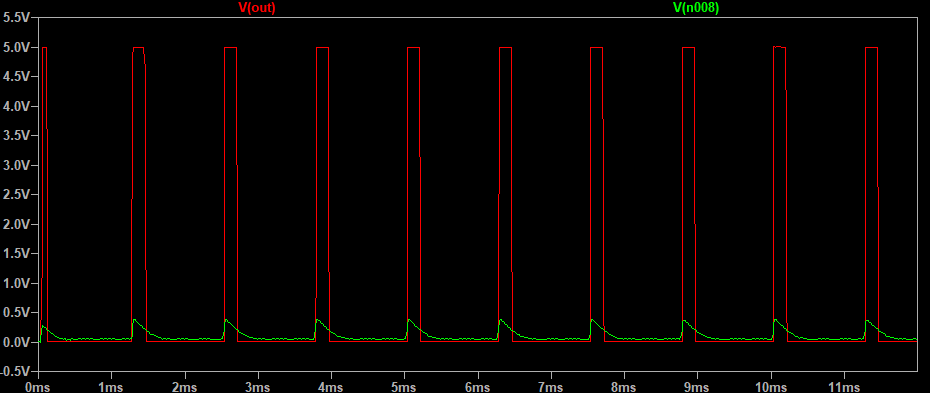 V(out) V(n008)
5.5V
5.0V
4.5V
4.0V
3.5V
3.0V
2.5V
2.0V
1.5V
1.0V
0.5V
0.0V
-0.5V
0ms 1ms 2ms 3ms 4ms 5ms 6ms 7ms 8ms 9ms 10ms 11ms